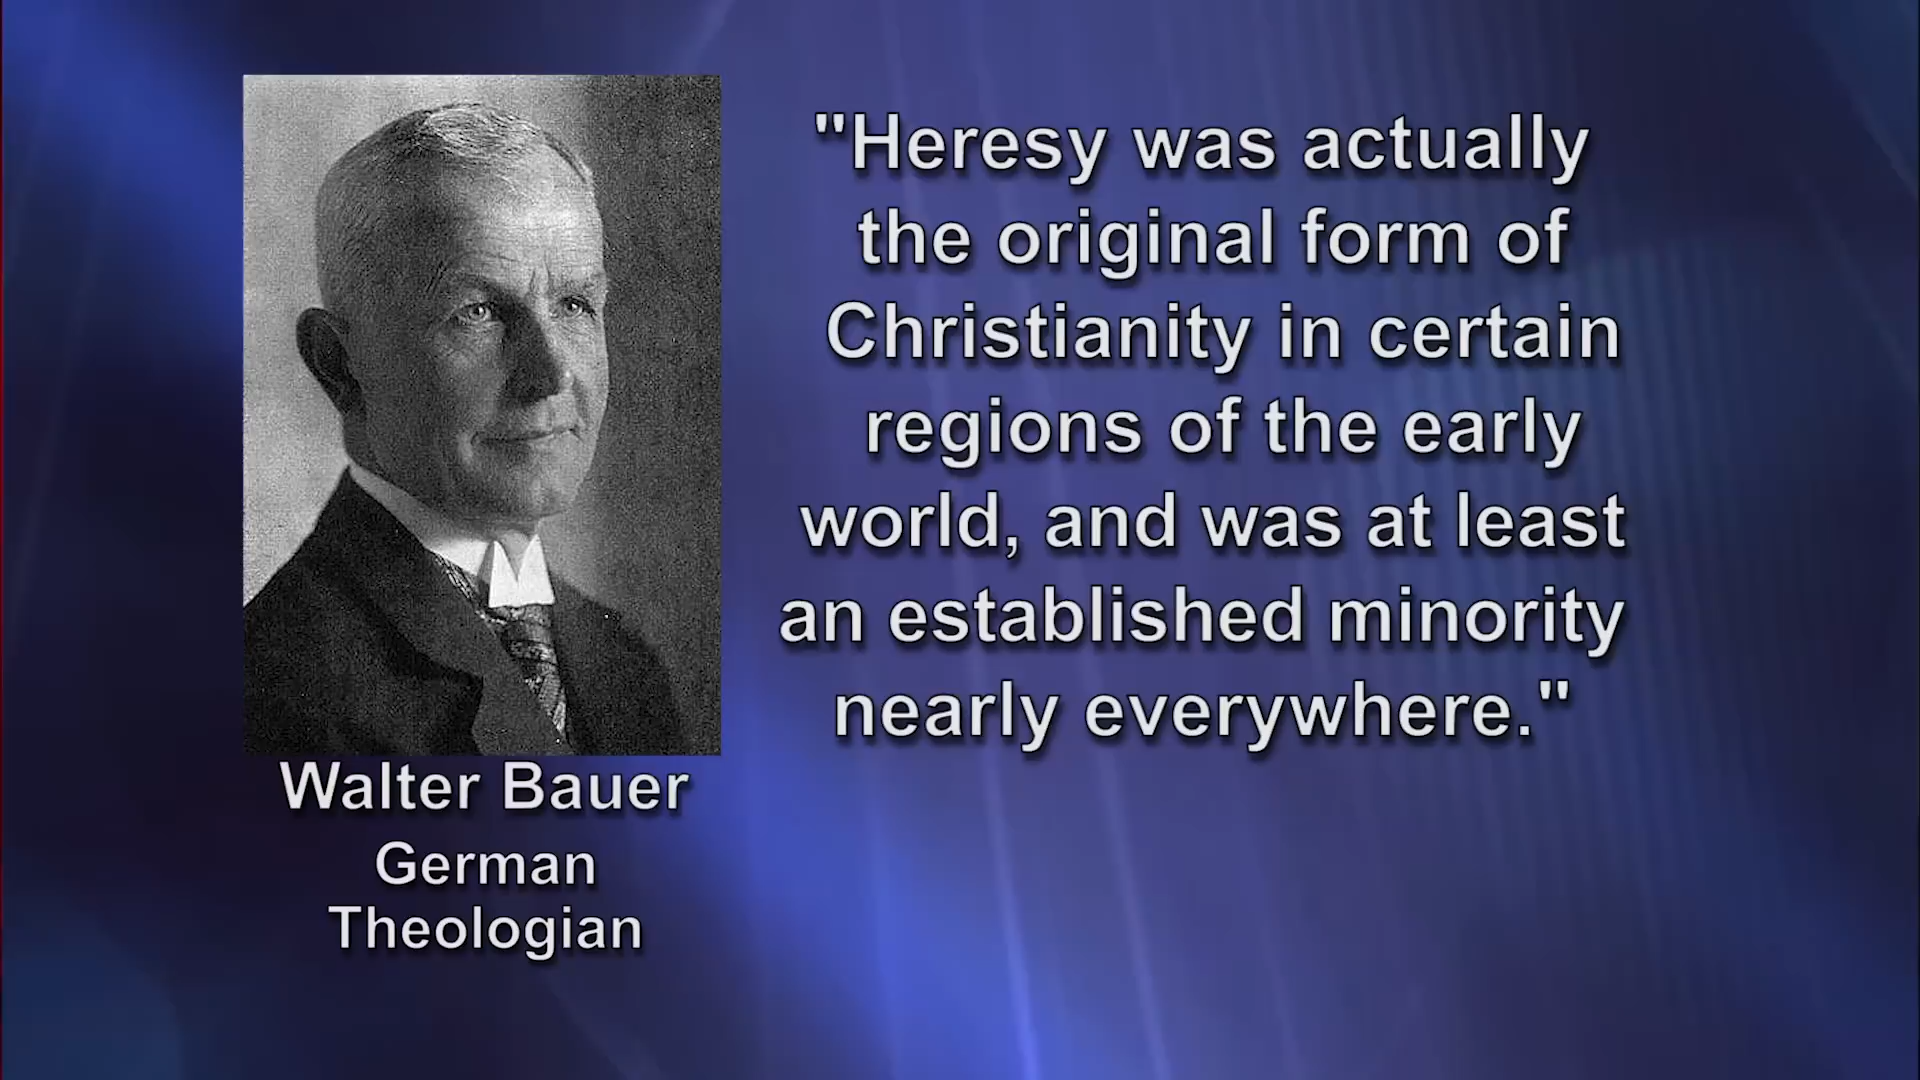 "Heresy was actually
the original form of
Christianity in certain
regions of the early
world, and was at least
an established minority
nearly everywhere."
Walter Bauer
German
Theologian